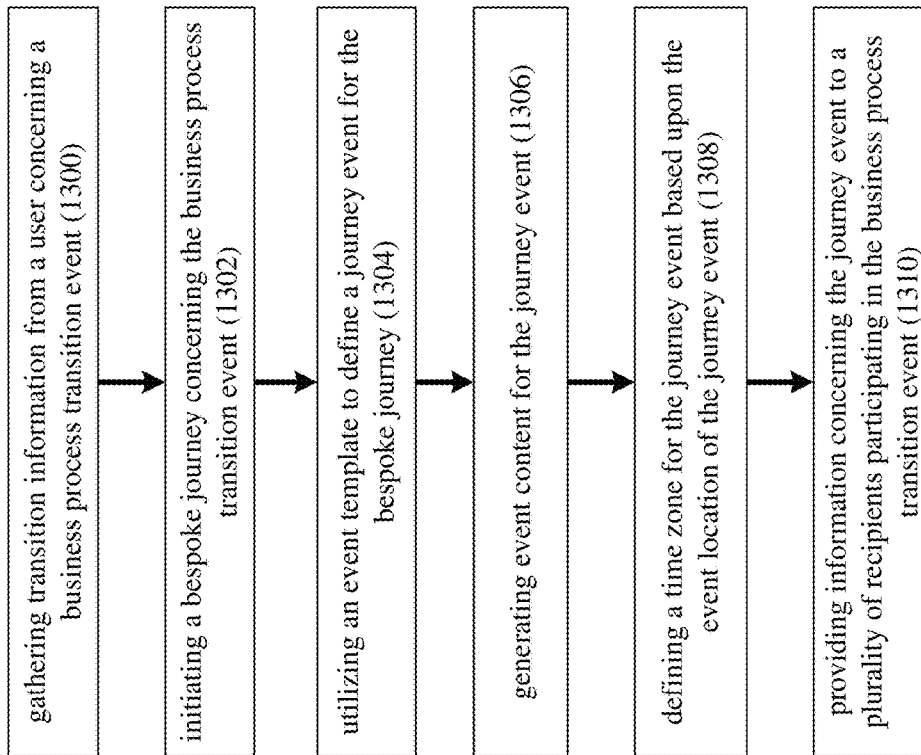 gathering transition information from a user concerning a
business process transition event (1300)
initiating a bespoke journey concerning the business process
transition event (1302)
utilizing an event template to define a journey event for the
bespoke journey (1304)
generating event content for the journey event (1306)
defining a time zone for the journey event based upon the
event location of the journey event (1308)
providing information concerning the journey event to a
plurality of recipients participating in the business process
transition event (1310)